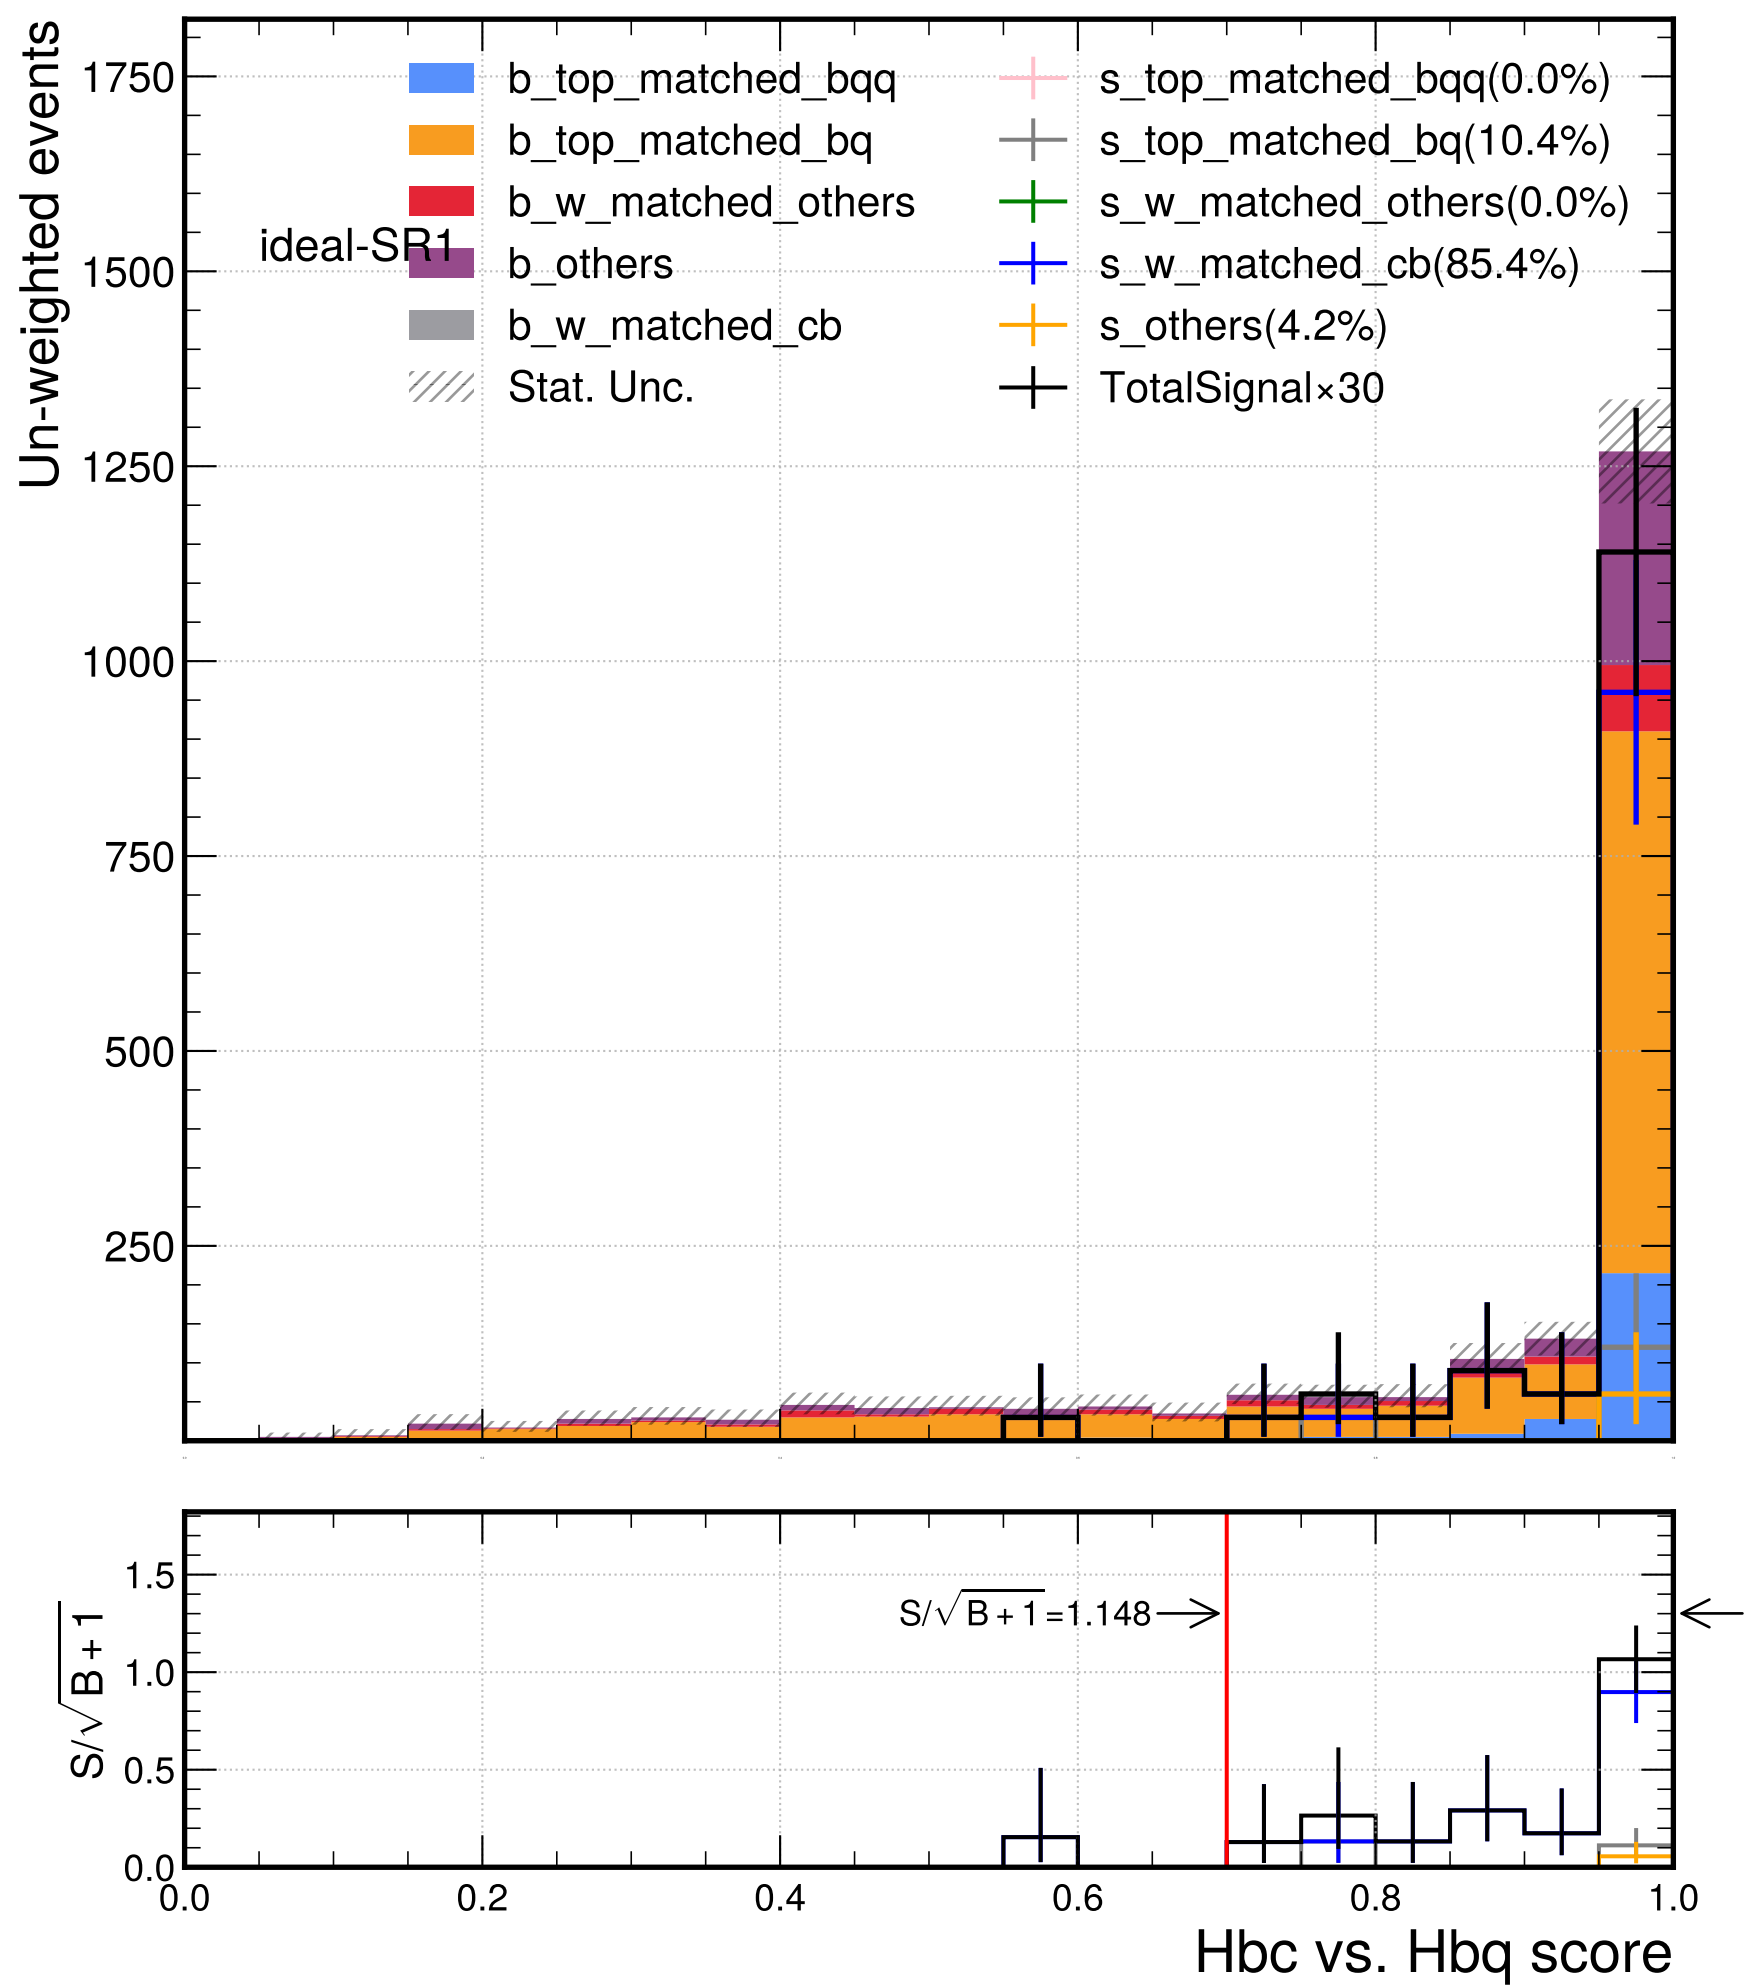 Un-weighted events
1750
1500
1250
1000
750
500
250
ideal-SR1
b_top_matched_bqq
b_top_matched_bq
b_w_matched_others
b_others
b_w_matched_cb
Stat. Unc.
s_top_matched_bqq(0.0%)
s_top_matched_bq(10.4%)
s_w_matched_others(0.0%)
s_w_matched_cb(85.4%)
s_others(4.2%)
TotalSignal×30
S/√B + 1
1.5
1.0
0.5
0.0
S/√B + 1=1.148
0.0 0.2 0.4 0.6 0.8 1.0
Hbc vs. Hbq score